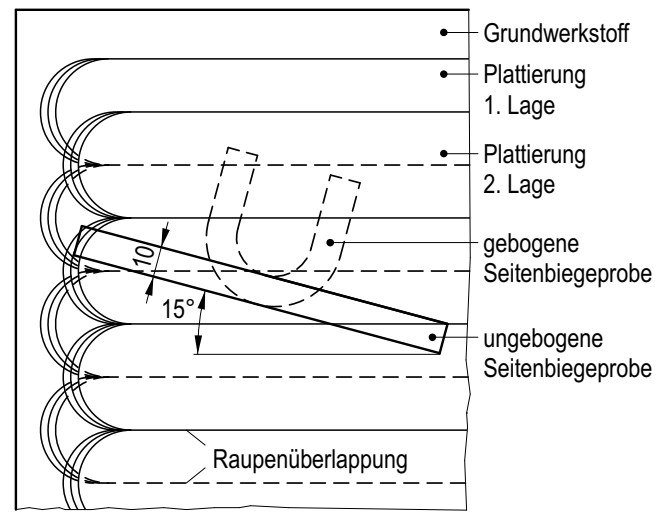 Grundwerkstoff
Plattierung
1. Lage
Plattierung
2. Lage
gebogene
Seitenbiegeprobe
10
15°
ungebogene
Seitenbiegeprobe
Raupenüberlappung